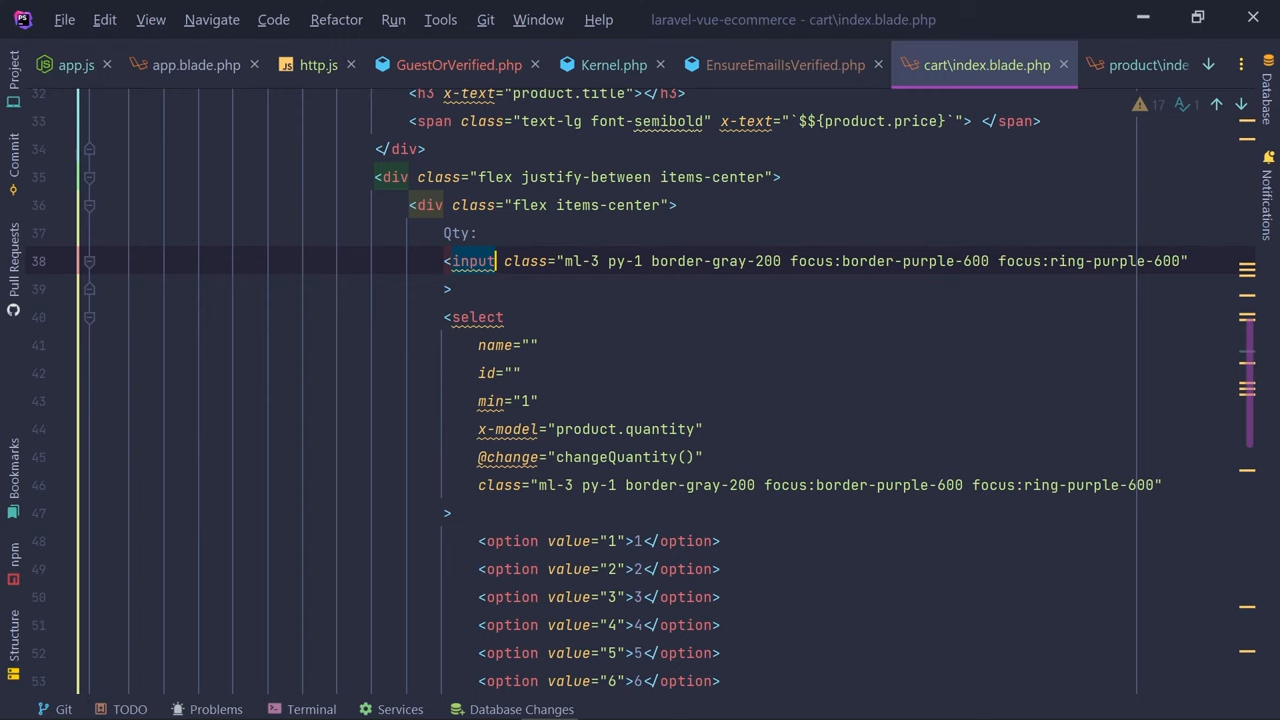 File Edit View Navigate Code Refactor Run Tools Git Window Help laravel-vue-ecommerce - cart\index.blade.php
app.js app.blade.php http.js GuestOrVerified.php Kernel.php EnsureEmailIsVerified.php cart\index.blade.php product\inde
Project
Commit
Pull Requests
Bookmarks
npm
Structure
17 1
32 <h3 x-text="product.title"></h3>
33 <span class="text-lg font-semibold" x-text="`$${product.price}`"> </span>
34 </div>
35 <div class="flex justify-between items-center">
36 <div class="flex items-center">
37 Qty:
38 <input class="ml-3 py-1 border-gray-200 focus:border-purple-600 focus:ring-purple-600"
39 >
40 <select
41 name=""
42 id=""
43 min="1"
44 x-model="product.quantity"
45 @change="changeQuantity()"
46 class="ml-3 py-1 border-gray-200 focus:border-purple-600 focus:ring-purple-600"
47 >
48 <option value="1">1</option>
49 <option value="2">2</option>
50 <option value="3">3</option>
51 <option value="4">4</option>
52 <option value="5">5</option>
53 <option value="6">6</option>
Database
Notifications
Git TODO Problems Terminal Services Database Changes